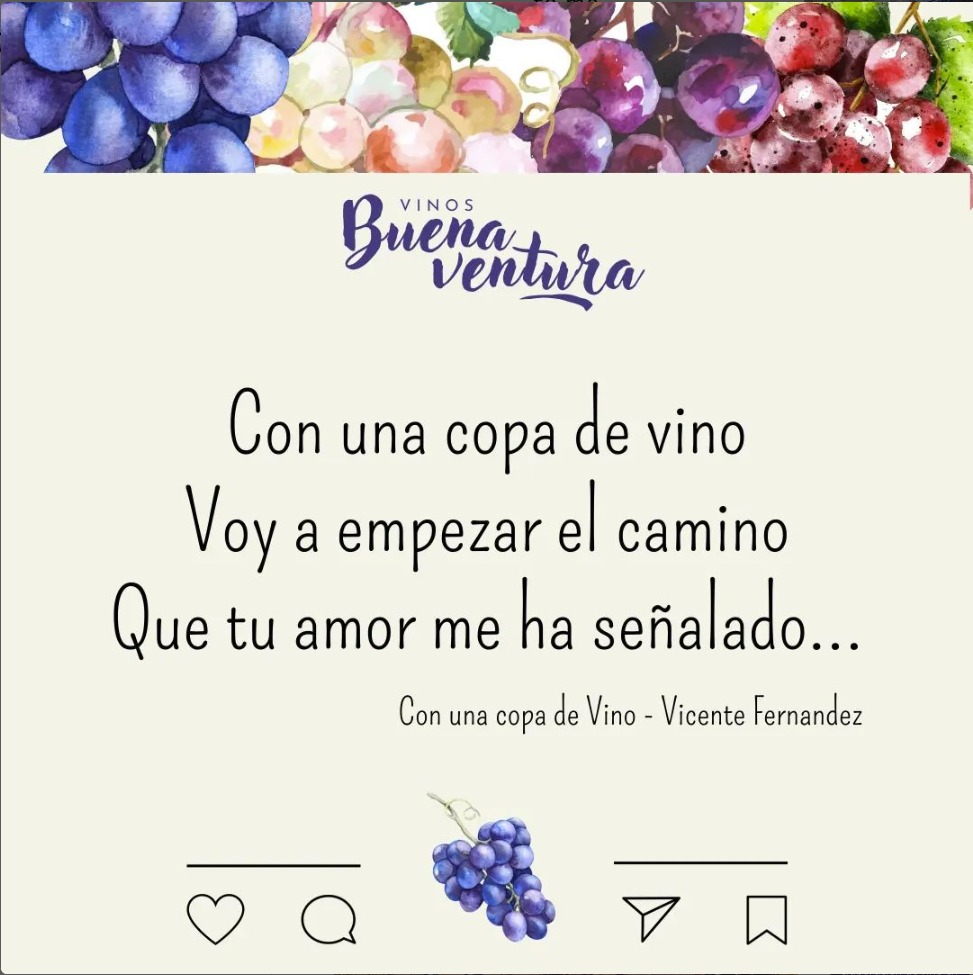 VINOS
Buena
ventura
Con una copa de vino
Voy a empezar el camino
Que tu amor me ha señalado...
Con una copa de Vino - Vicente Fernandez